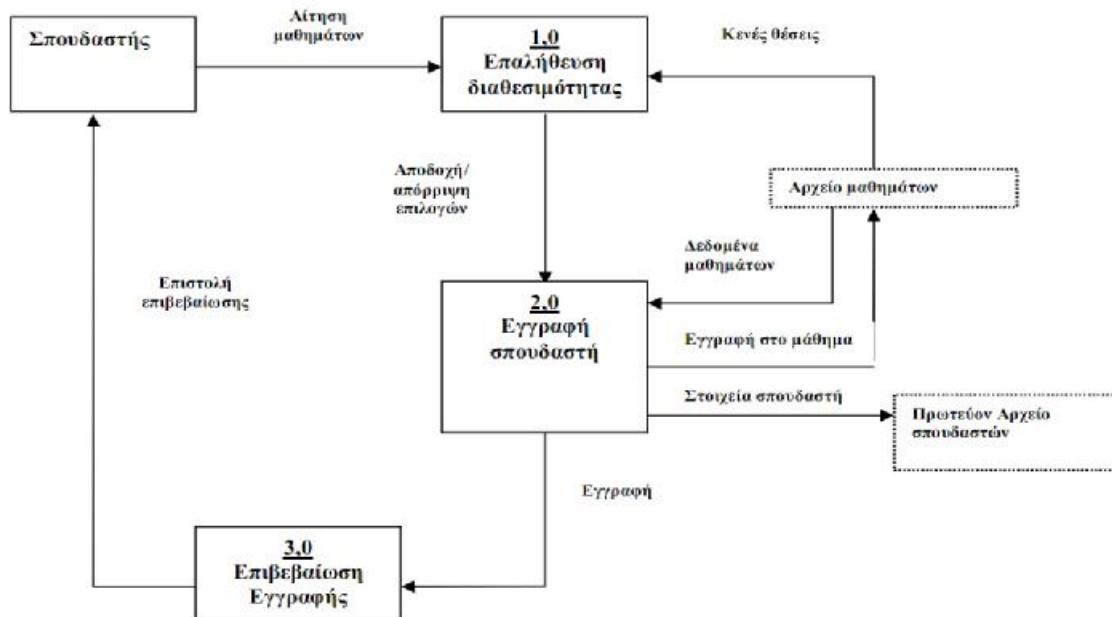 Σπουδαστής
Αίτηση
μαθημάτων
1,0
Επαλήθευση
διαθεσιμότητας
Κενές θέσεις
Αποδοχή/
απόρριψη
επιλογών
Αρχείο μαθημάτων
Δεδομένα
μαθημάτων
Επιστολή
επιβεβαίωσης
2,0
Εγγραφή
σπουδαστή
Εγγραφή στο μάθημα
Στοιχεία σπουδαστή
Πρωτεύον Αρχείο
σπουδαστών
Εγγραφή
3,0
Επιβεβαίωση
Εγγραφής